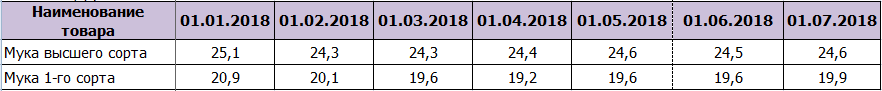 Наименование товара 01.01.2018 01.02.2018 01.03.2018 01.04.2018 01.05.2018 01.06.2018 01.07.2018
Мука высшего сорта 25,1 24,3 24,3 24,4 24,6 24,5 24,6
Мука 1-го сорта 20,9 20,1 19,6 19,2 19,6 19,6 19,9